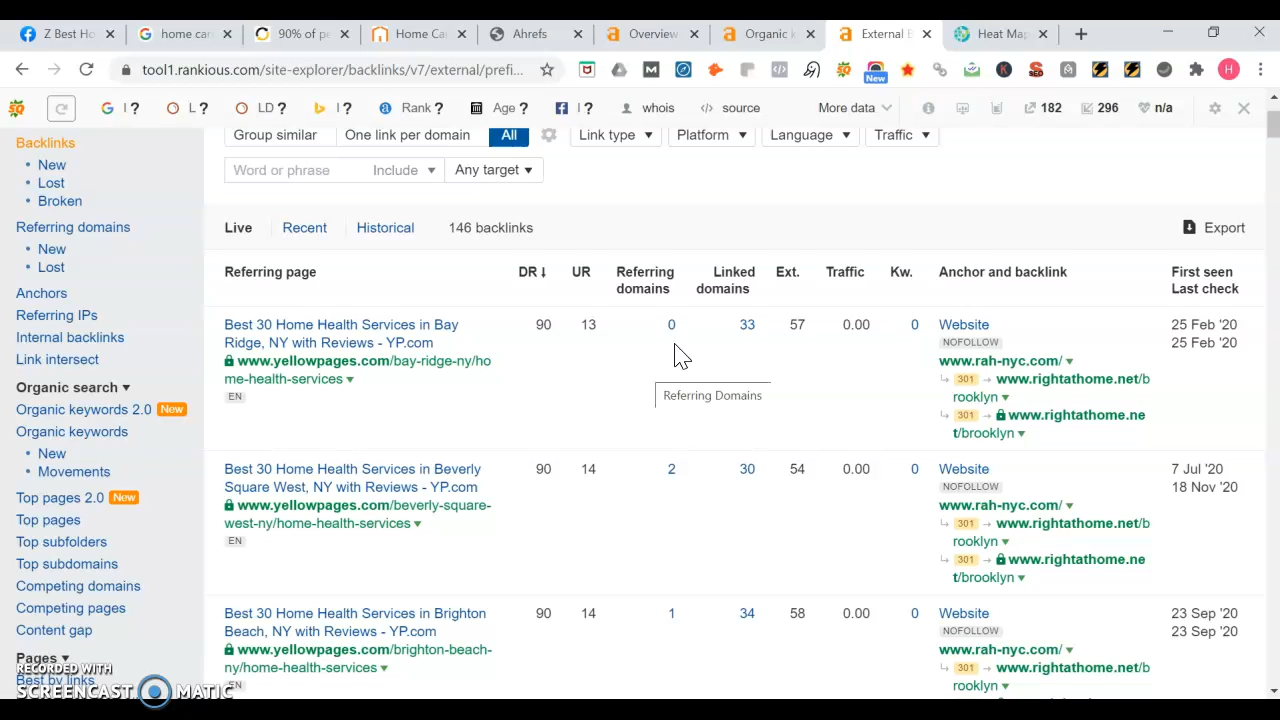 Z Best Ho
home car
90% of pe
Home Car
Ahrefs
Overview
Organic k
External B
Heat Map
tool1.rankious.com/site-explorer/backlinks/v7/external/prefi...
New
H
I ?
L ?
LD ?
I ?
Rank ?
Age ?
I ?
whois
source
More data
182
296
n/a
Backlinks
New
Lost
Broken
Referring domains
New
Lost
Anchors
Referring IPs
Internal backlinks
Link intersect
Organic search
Organic keywords 2.0 New
Organic keywords
New
Movements
Top pages 2.0 New
Top pages
Top subfolders
Top subdomains
Competing domains
Competing pages
Content gap
Pages
Best by links
RECORDED WITH
SCREENCAST MATIC
Group similar One link per domain All Link type Platform Language Traffic
Word or phrase Include Any target
Live Recent Historical 146 backlinks Export
Referring page DR UR Referring domains Linked domains Ext. Traffic Kw. Anchor and backlink First seen Last check
Best 30 Home Health Services in Bay
Ridge, NY with Reviews - YP.com
www.yellowpages.com/bay-ridge-ny/ho
me-health-services
EN
90 13 0 33 57 0.00 0
Referring Domains
Website
NOFOLLOW
www.rah-nyc.com/
301 → www.rightathome.net/b
rooklyn
301 → www.rightathome.ne
t/brooklyn
25 Feb '20
25 Feb '20
Best 30 Home Health Services in Beverly
Square West, NY with Reviews - YP.com
www.yellowpages.com/beverly-square-
west-ny/home-health-services
EN
90 14 2 30 54 0.00 0
Website
NOFOLLOW
www.rah-nyc.com/
301 → www.rightathome.net/b
rooklyn
301 → www.rightathome.ne
t/brooklyn
7 Jul '20
18 Nov '20
Best 30 Home Health Services in Brighton
Beach, NY with Reviews - YP.com
www.yellowpages.com/brighton-beach-
ny/home-health-services
EN
90 14 1 34 58 0.00 0
Website
NOFOLLOW
www.rah-nyc.com/
301 → www.rightathome.net/b
rooklyn
23 Sep '20
23 Sep '20